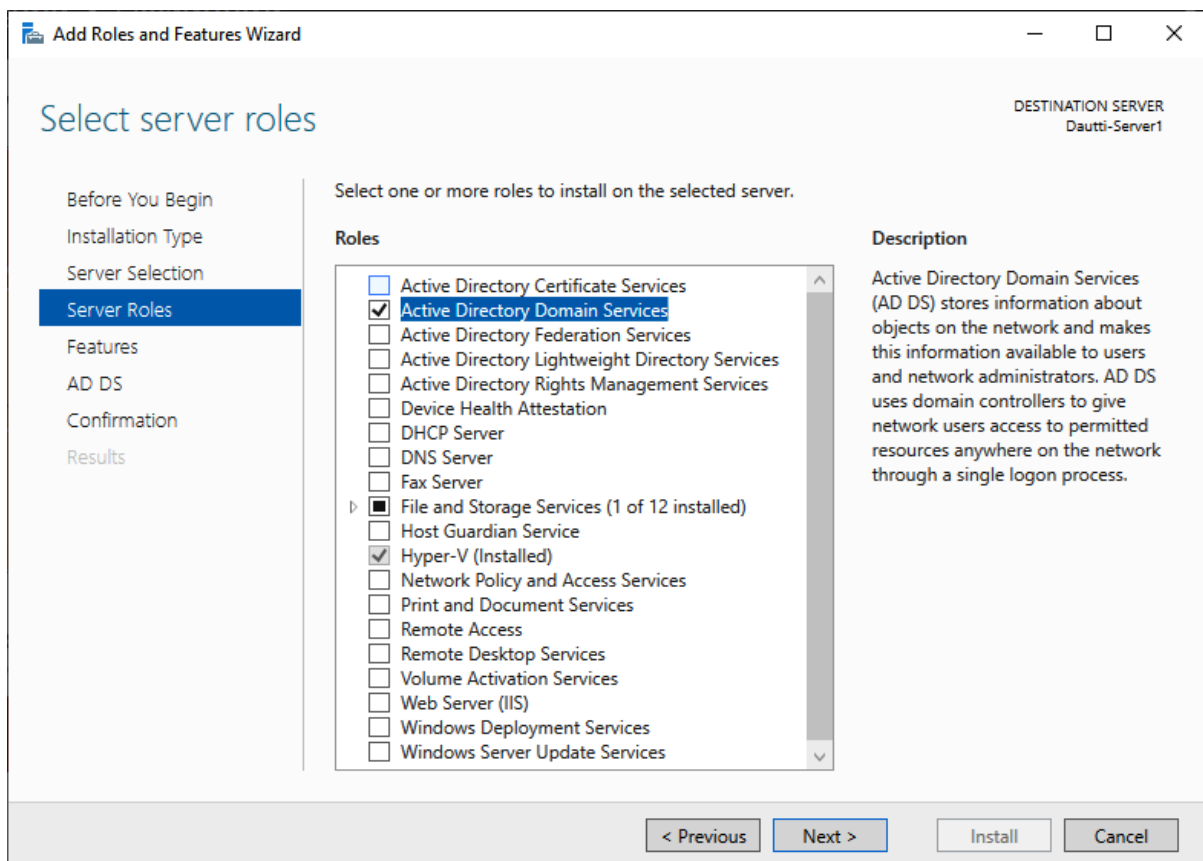 Add Roles and Features Wizard
Select server roles
DESTINATION SERVER
Dautti-Server1
Before You Begin
Installation Type
Server Selection
Server Roles
Features
AD DS
Confirmation
Results
Select one or more roles to install on the selected server.
Roles
Active Directory Certificate Services
Active Directory Domain Services
Active Directory Federation Services
Active Directory Lightweight Directory Services
Active Directory Rights Management Services
Device Health Attestation
DHCP Server
DNS Server
Fax Server
File and Storage Services (1 of 12 installed)
Host Guardian Service
Hyper-V (Installed)
Network Policy and Access Services
Print and Document Services
Remote Access
Remote Desktop Services
Volume Activation Services
Web Server (IIS)
Windows Deployment Services
Windows Server Update Services
Description
Active Directory Domain Services
(AD DS) stores information about
objects on the network and makes
this information available to users
and network administrators. AD DS
uses domain controllers to give
network users access to permitted
resources anywhere on the network
through a single logon process.
< Previous
Next >
Install
Cancel